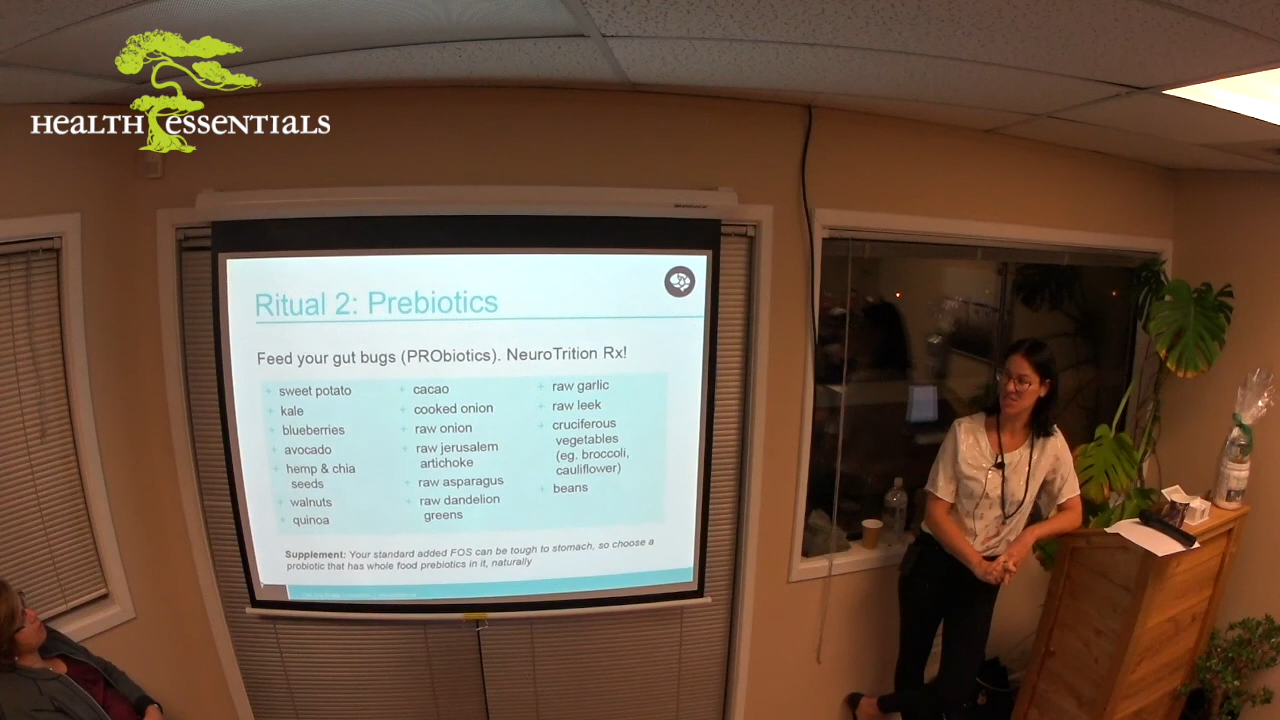 HEALTH ESSENTIALS
Ritual 2: Prebiotics
Feed your gut bugs (PRObiotics). NeuroTrition Rx!
+ sweet potato
+ kale
+ blueberries
+ avocado
+ hemp & chia
seeds
+ walnuts
+ quinoa
+ cacao
+ cooked onion
+ raw onion
+ raw jerusalem
artichoke
+ raw asparagus
+ raw dandelion
greens
+ raw garlic
+ raw leek
+ cruciferous
vegetables
(eg. broccoli,
cauliflower)
+ beans
Supplement: Your standard added FOS can be tough to stomach, so choose a
probiotic that has whole food prebiotics in it, naturally